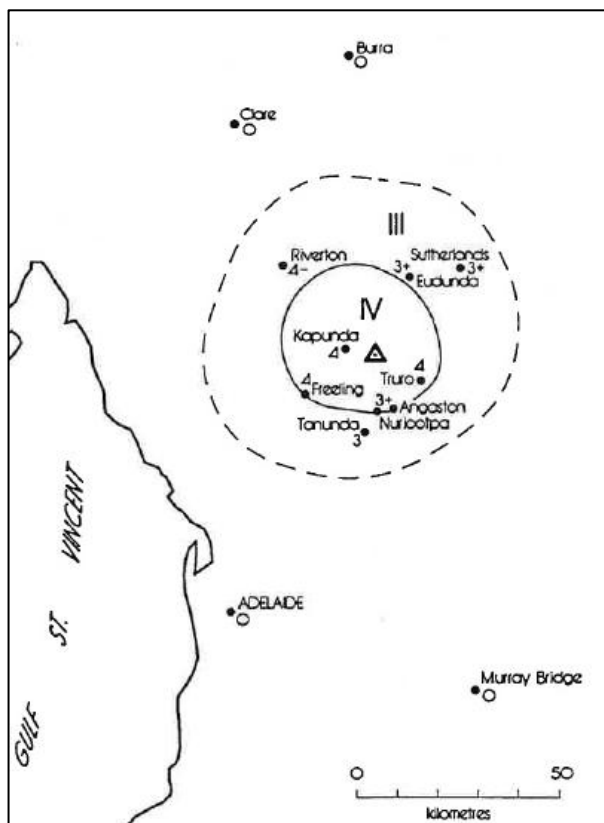 Burra
O
Clare
O
III
Riverton
4-
Sutherlands
3+
3+
Eudunda
IV
Kapunda
4
4
Truro
4
Freeling
3+
Angaston
Nuriootpa
Tanunda
3
GULF ST. VINCENT
ADELAIDE
O
Murray Bridge
O
0 50
kilometres